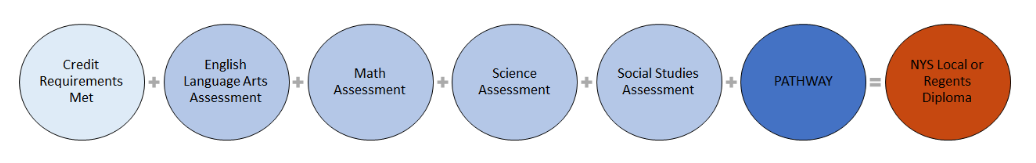 Credit
Requirements
Met
+
English
Language Arts
Assessment
+
Math
Assessment
+
Science
Assessment
+
Social Studies
Assessment
+
PATHWAY
=
NYS Local or
Regents
Diploma